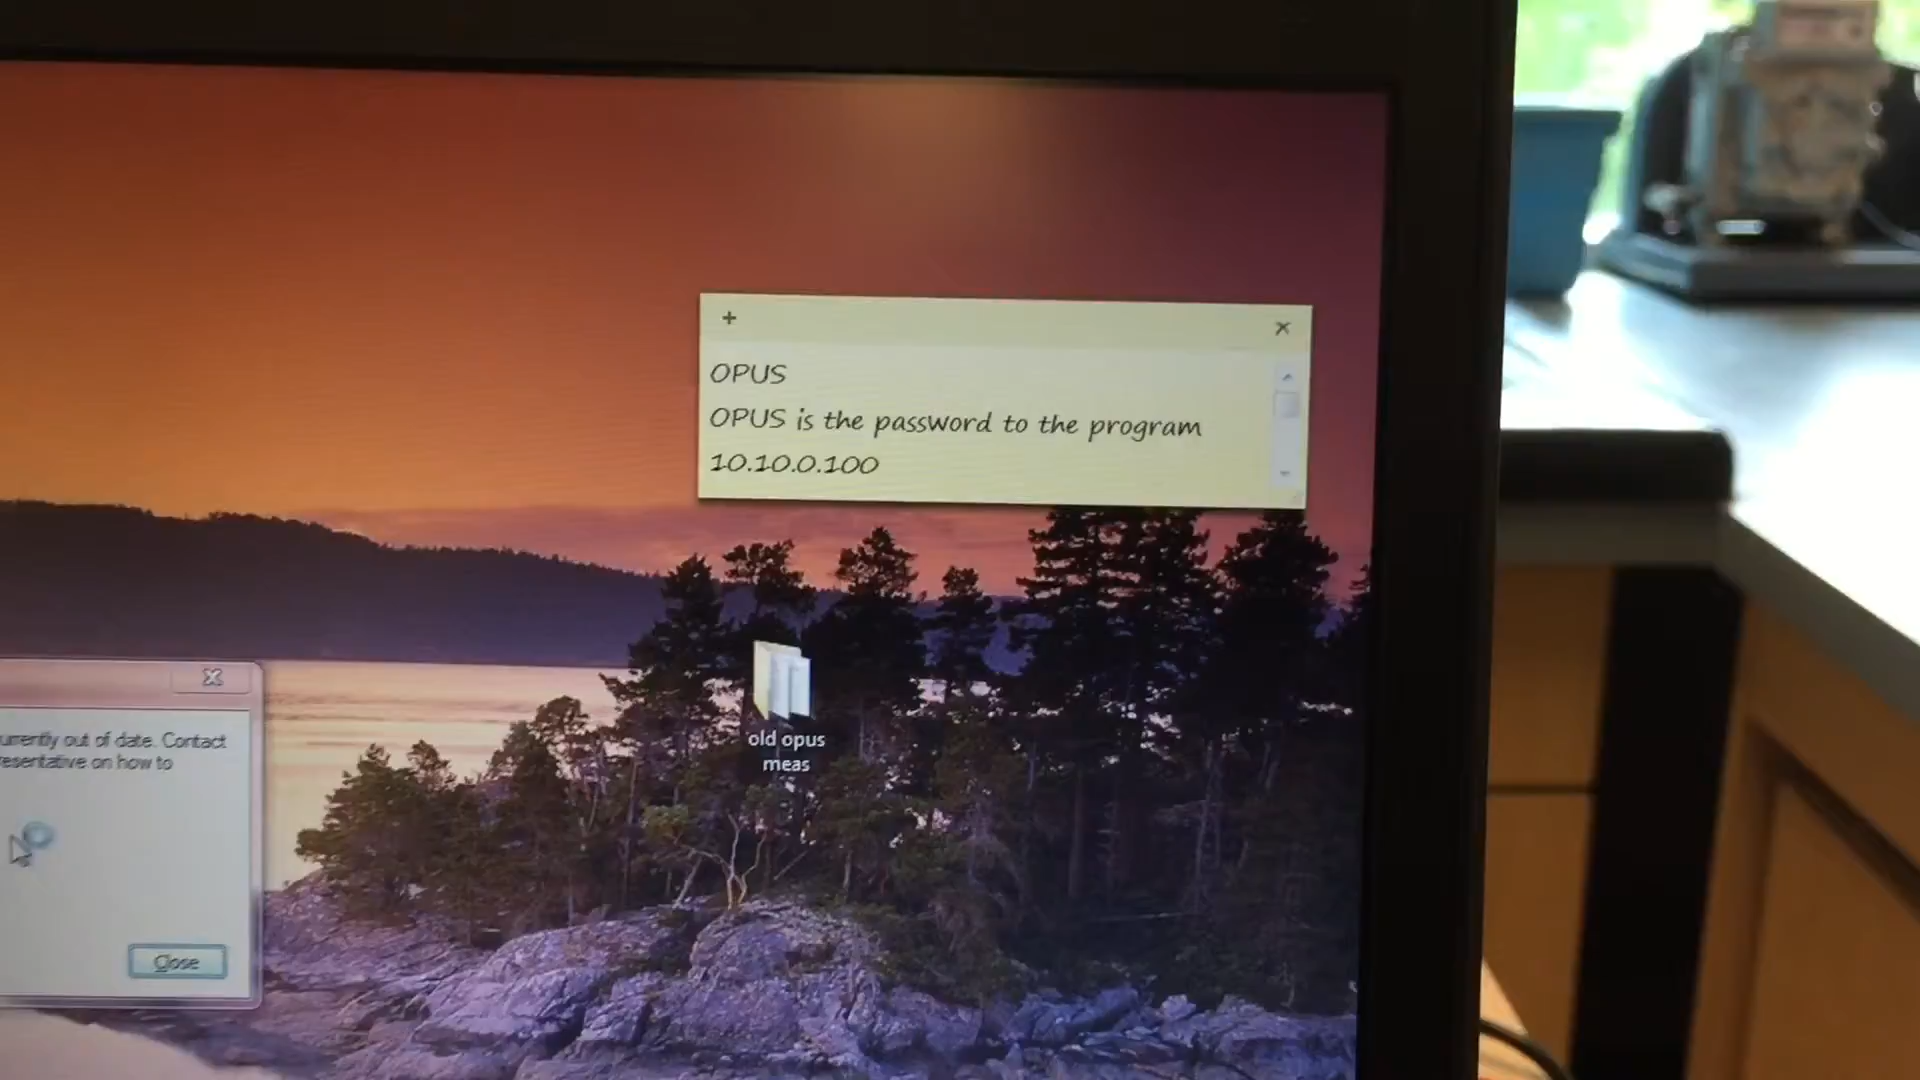 OPUS
OPUS is the password to the program
10.10.0.100
old opus
meas
urrently out of date. Contact
resentative on how to
Close